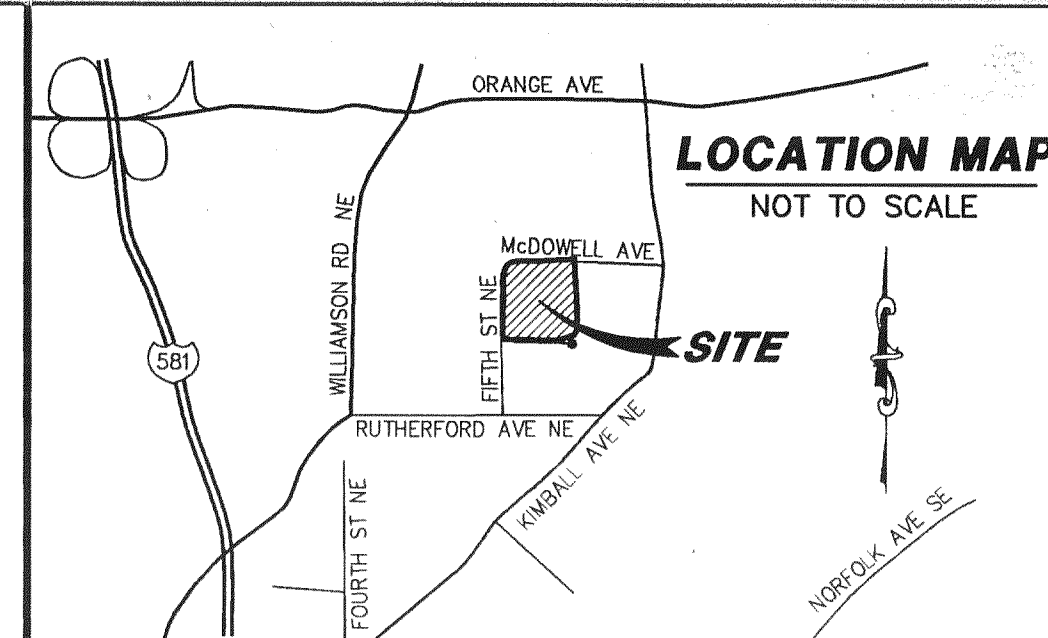 ORANGE AVE
LOCATION MAP
NOT TO SCALE
WILLIAMSON RD NE
McDOWELL AVE
FIFTH ST NE
SITE
581
RUTHERFORD AVE NE
KIMBALL AVE NE
FOURTH ST NE
NORFOLK AVE SE